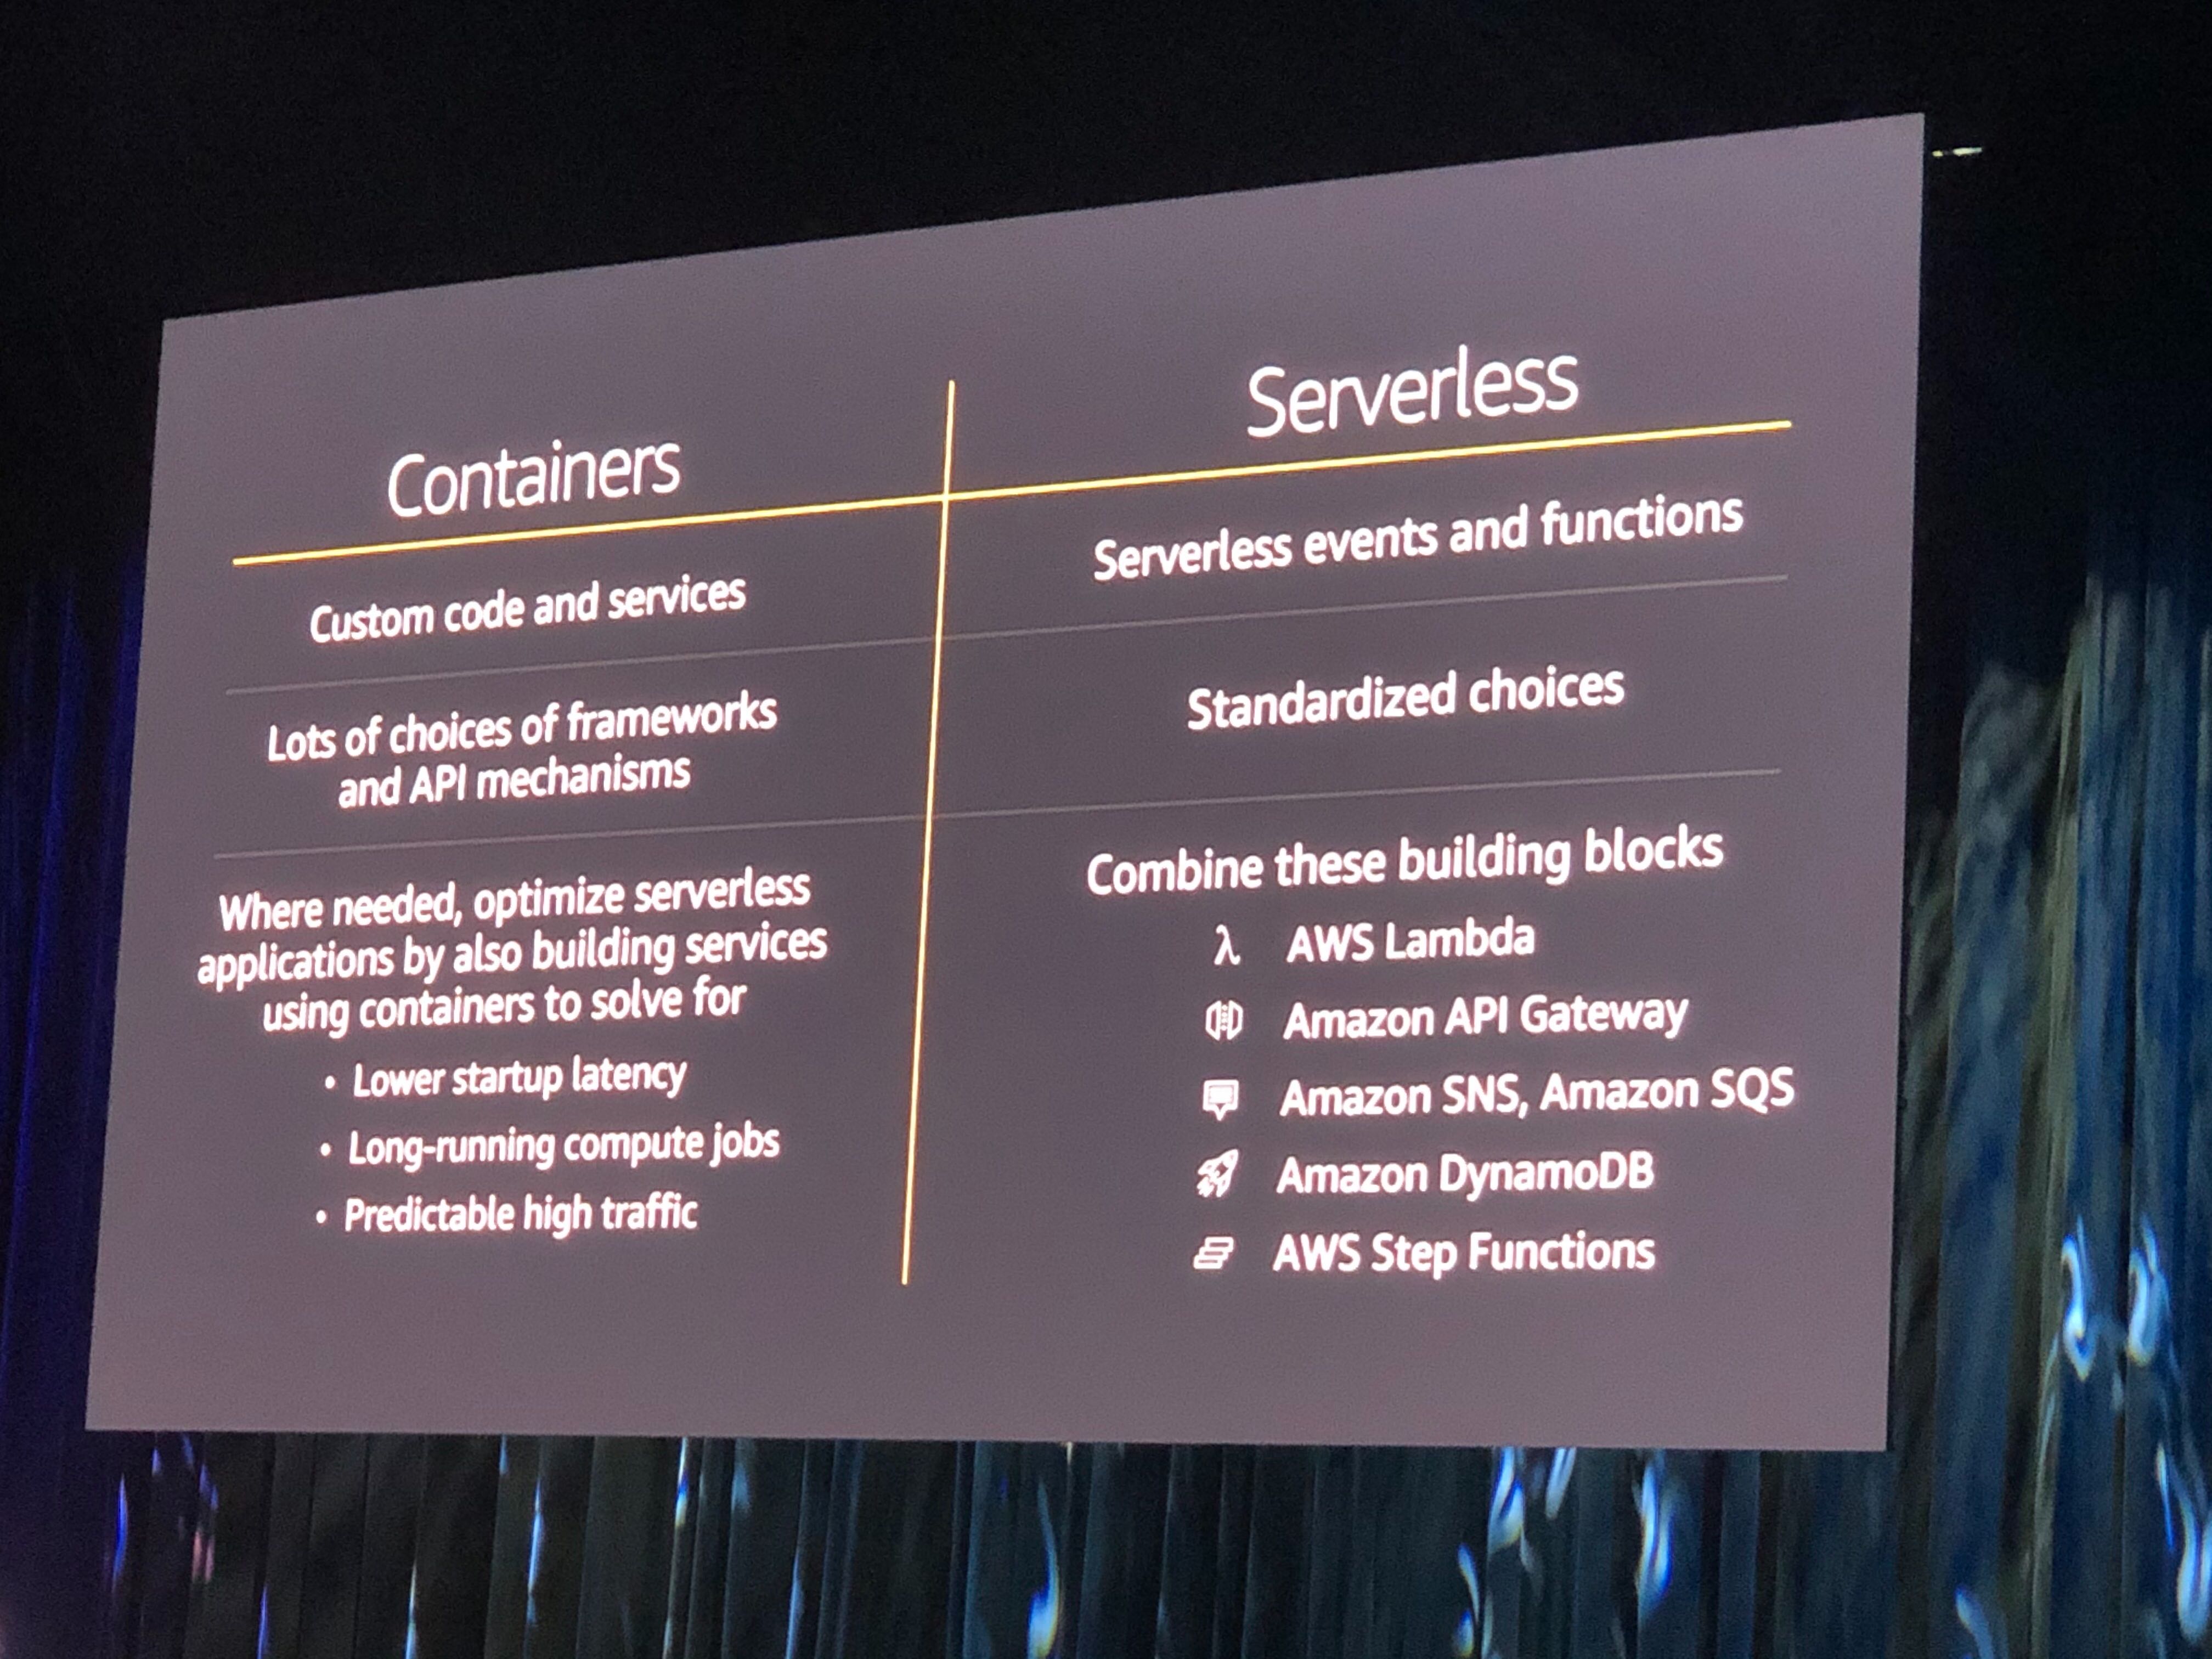 Containers
Serverless
Custom code and services
Serverless events and functions
Lots of choices of frameworks
and API mechanisms
Standardized choices
Where needed, optimize serverless
applications by also building services
using containers to solve for
• Lower startup latency
• Long-running compute jobs
• Predictable high traffic
Combine these building blocks
λ AWS Lambda
Amazon API Gateway
Amazon SNS, Amazon SQS
Amazon DynamoDB
AWS Step Functions